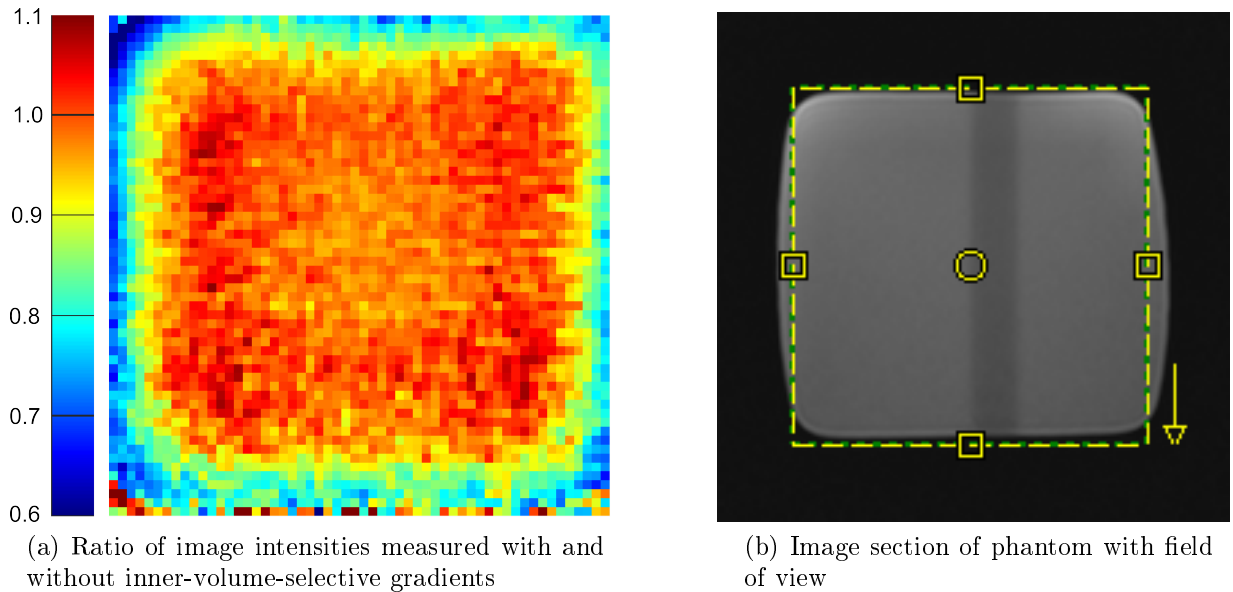 1.1
1.0
0.9
0.8
0.7
0.6
(a) Ratio of image intensities measured with and
without inner-volume-selective gradients
(b) Image section of phantom with field
of view